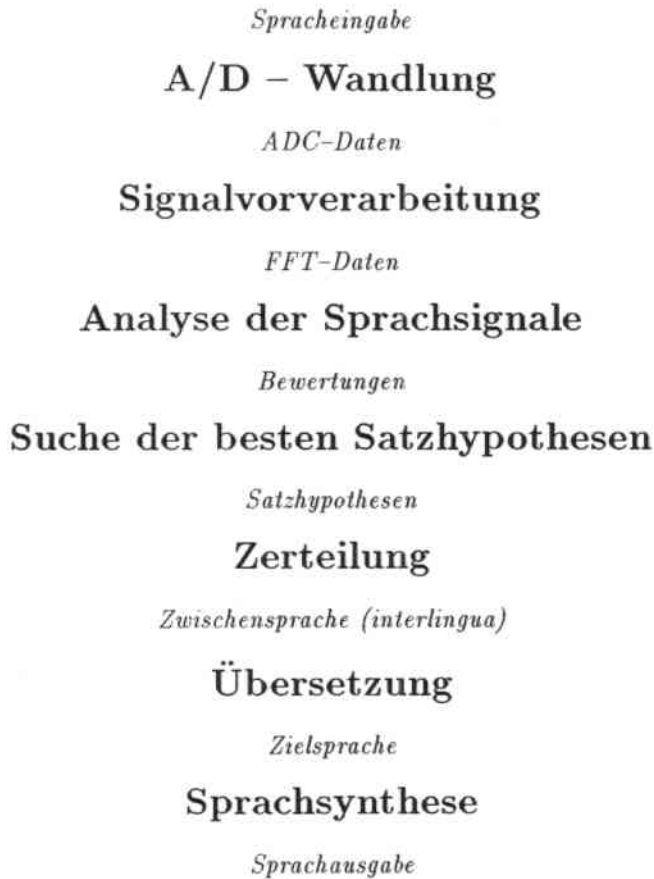 Spracheingabe
A/D – Wandlung
ADC–Daten
Signalvorverarbeitung
FFT–Daten
Analyse der Sprachsignale
Bewertungen
Suche der besten Satzhypothesen
Satzhypothesen
Zerteilung
Zwischensprache (interlingua)
Übersetzung
Zielsprache
Sprachsynthese
Sprachausgabe